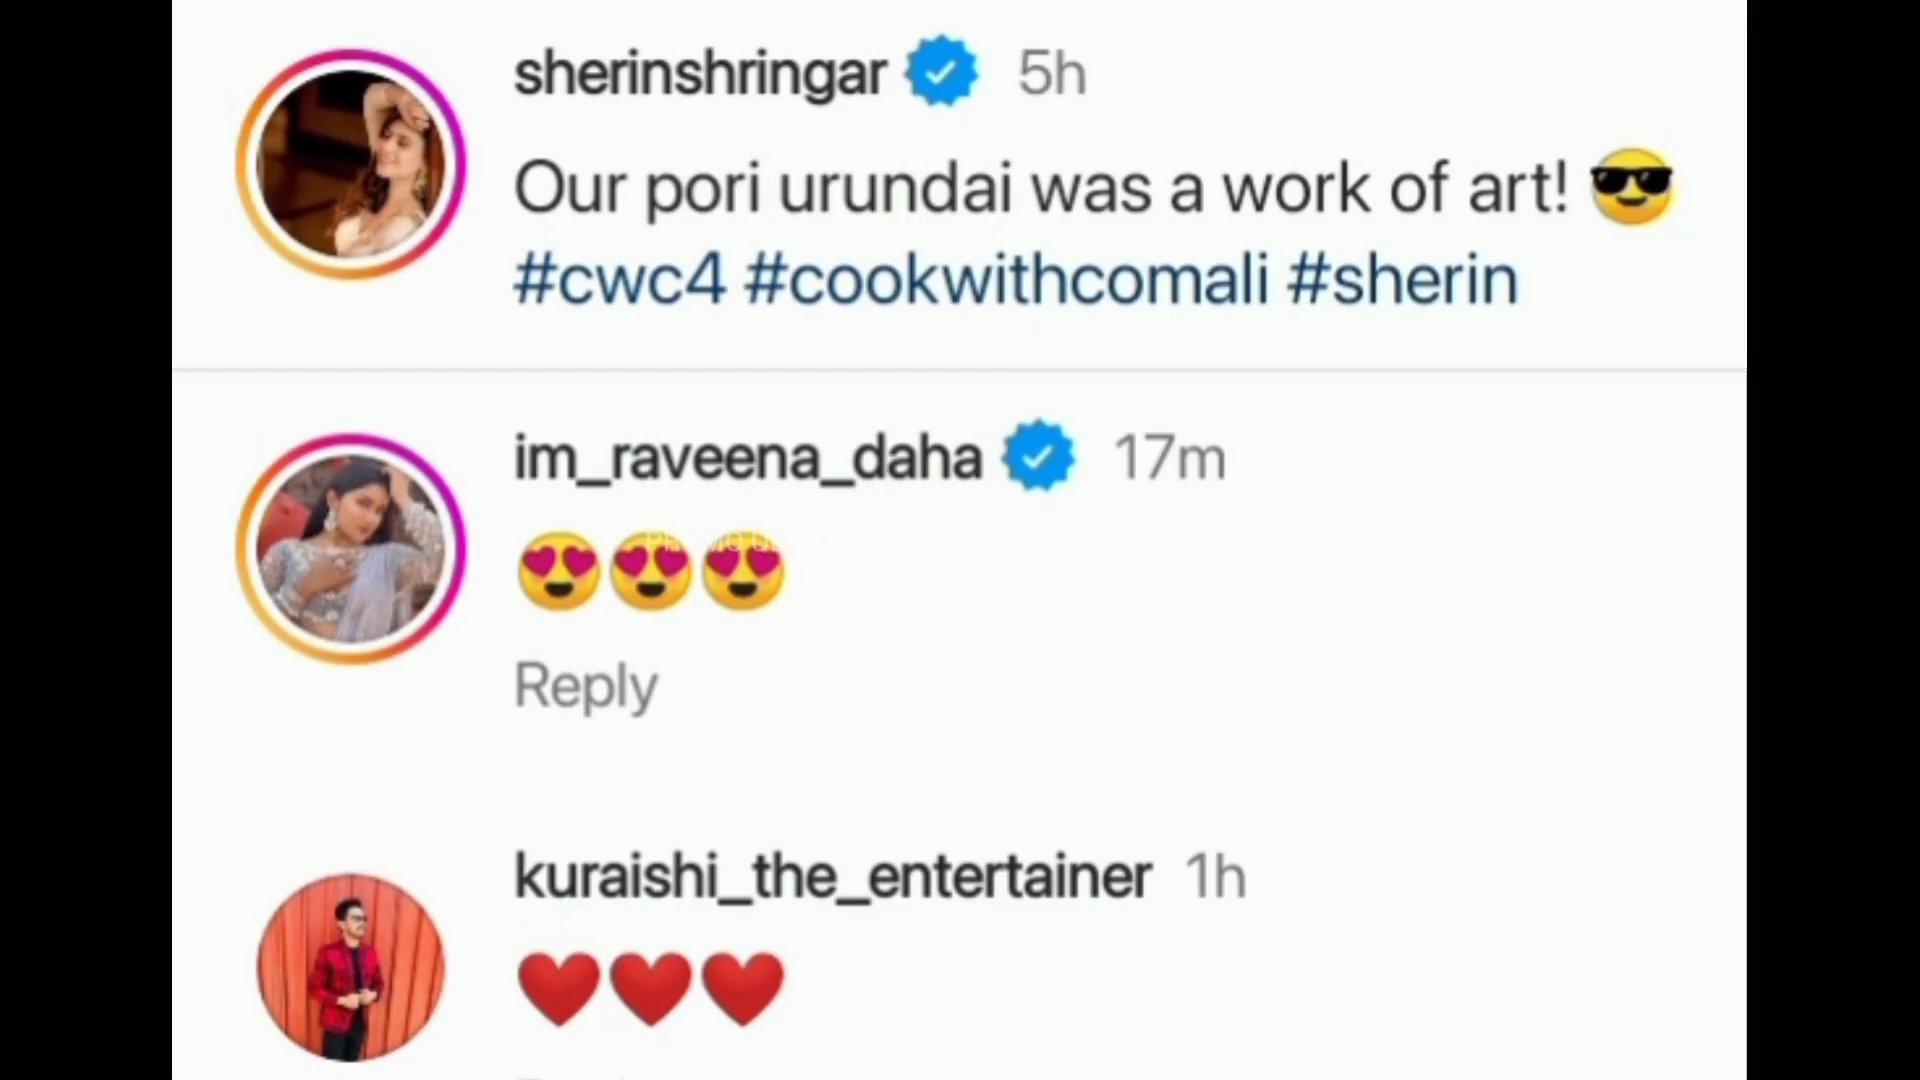 sherinshringar 5h
Our pori urundai was a work of art! 😎
#cwc4 #cookwithcomali #sherin
im_raveena_daha 17m
😍😍😍
Reply
kuraishi_the_entertainer 1h
❤️❤️❤️